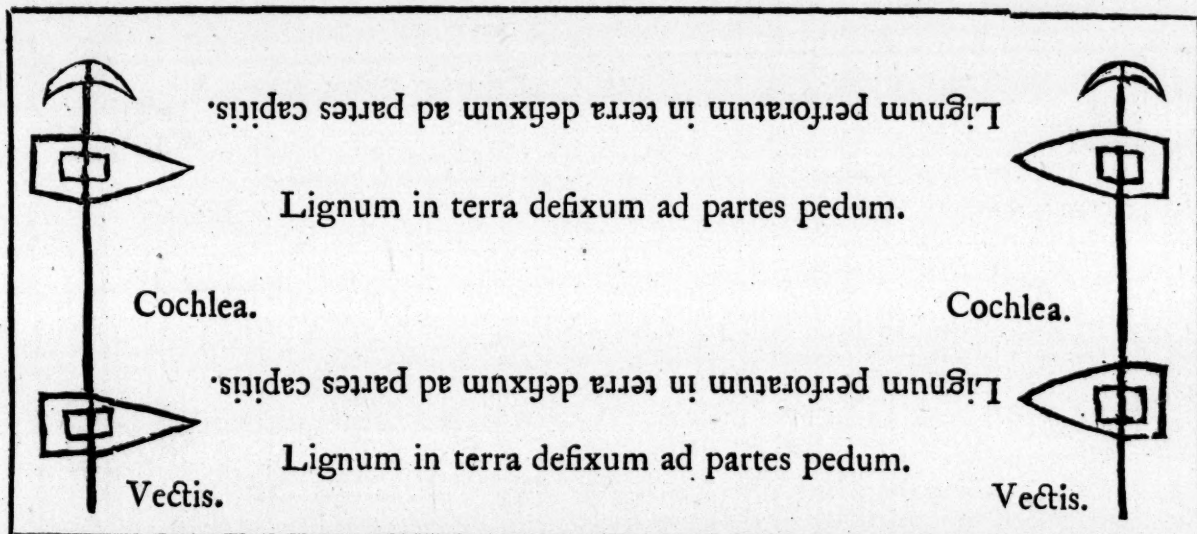 Lignum perforatum in terra defixum ad partes capitis.
Lignum in terra defixum ad partes pedum.
Cochlea.
Cochlea.
Lignum perforatum in terra defixum ad partes capitis.
Lignum in terra defixum ad partes pedum.
Vectis.
Vectis.